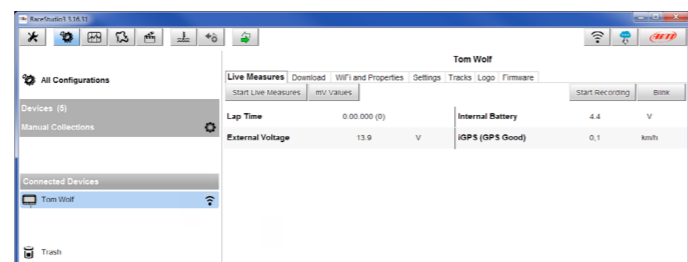 RaceStudio3 3.16.31
AiM
Tom Wolf
All Configurations
Live Measures Download WiFi and Properties Settings Tracks Logo Firmware
Start Live Measures mV Values Start Recording Blink
Devices (5)
Manual Collections
Lap Time 0:00.000 (0) Internal Battery 4.4 V
External Voltage 13.9 V iGPS (GPS Good) 0,1 km/h
Connected Devices
Tom Wolf
Trash